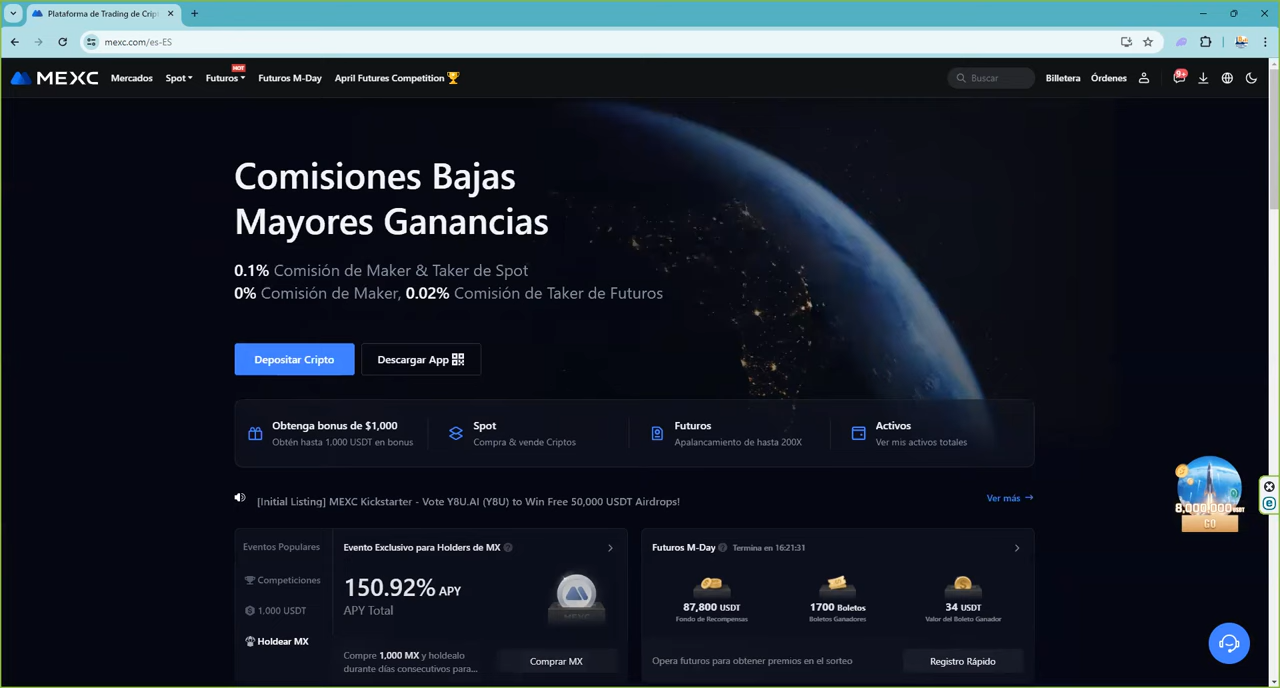 Plataforma de Trading de Crip
mexc.com/es-ES
MEXC Mercados Spot Futuros HOT Futuros M-Day April Futures Competition Buscar Billetera Órdenes 9+
Comisiones Bajas
Mayores Ganancias
0.1% Comisión de Maker & Taker de Spot
0% Comisión de Maker, 0.02% Comisión de Taker de Futuros
Depositar Cripto Descargar App
Obtenga bonus de $1,000
Obtén hasta 1.000 USDT en bonus
Spot
Compra & vende Criptos
Futuros
Apalancamiento de hasta 200X
Activos
Ver mis activos totales
8,000,000 USDT
GO
[Initial Listing] MEXC Kickstarter - Vote Y8U.AI (Y8U) to Win Free 50,000 USDT Airdrops!
Ver más →
Eventos Populares
Competiciones
1,000 USDT
Holdear MX
Evento Exclusivo para Holders de MX
150.92% APY
APY Total
MEXC
Compre 1,000 MX y holdealo
durante días consecutivos para...
Comprar MX
Futuros M-Day Termina en 16:21:31
87,800 USDT
Fondo de Recompensas
1700 Boletos
Boletos Ganadores
34 USDT
Valor del Boleto Ganador
Opera futuros para obtener premios en el sorteo
Registro Rápido